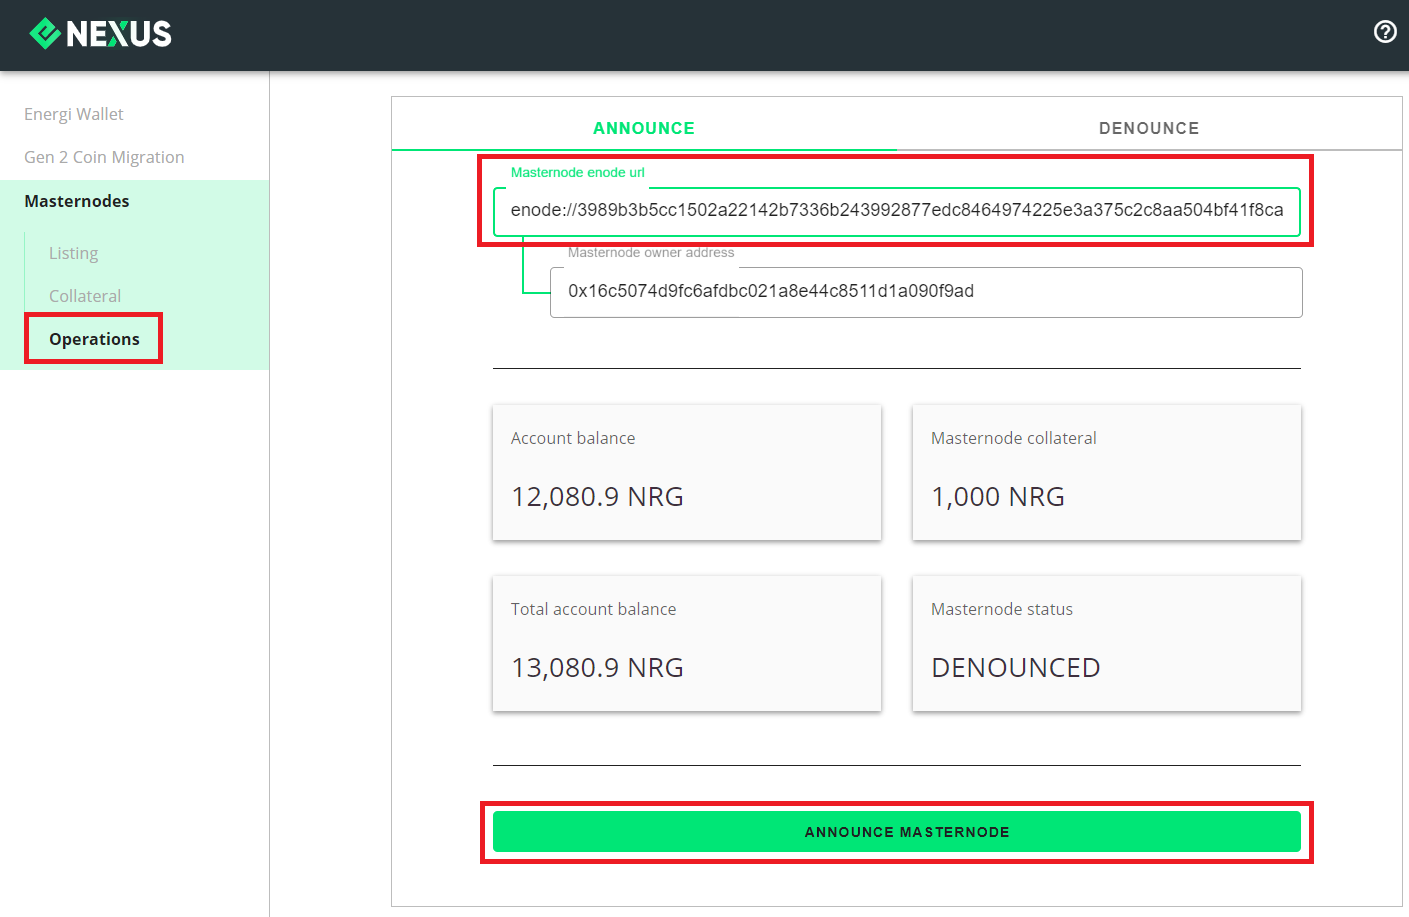 NEXUS
Energi Wallet
Gen 2 Coin Migration
Masternodes
Listing
Collateral
Operations
ANNOUNCE
DENOUNCE
Masternode enode url
enode://3989b3b5cc1502a22142b7336b243992877edc8464974225e3a375c2c8aa504bf41f8ca
Masternode owner address
0x16c5074d9fc6afdbc021a8e44c8511d1a090f9ad
Account balance
12,080.9 NRG
Masternode collateral
1,000 NRG
Total account balance
13,080.9 NRG
Masternode status
DENOUNCED
ANNOUNCE MASTERNODE